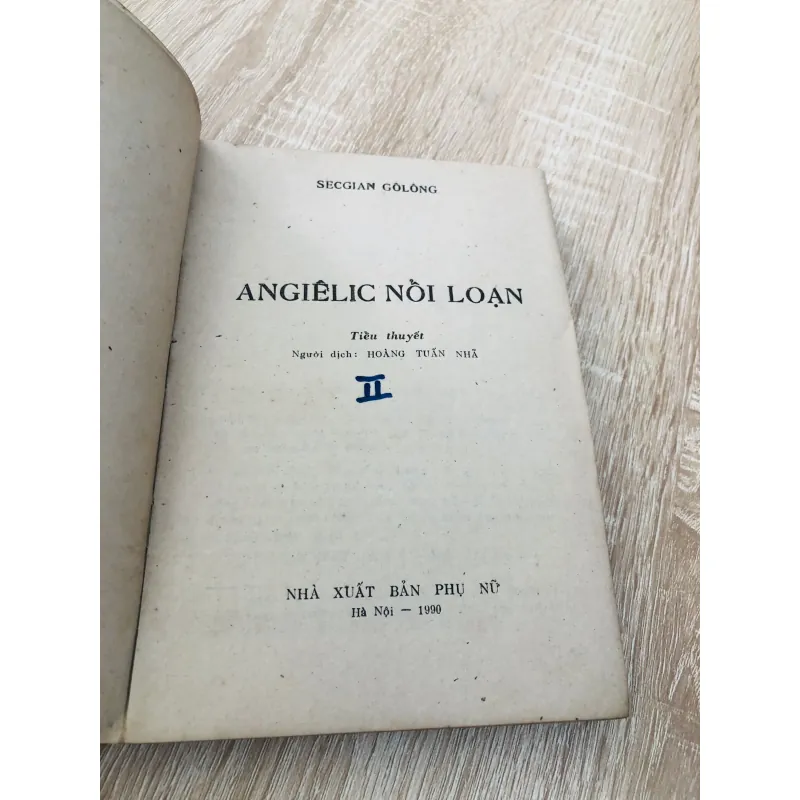 SECGIAN GÔLÔNG
ANGIÊLIC NỔI LOẠN
Tiểu thuyết
Người dịch: HOÀNG TUẤN NHÃ
II
NHÀ XUẤT BẢN PHỤ NỮ
Hà Nội — 1990